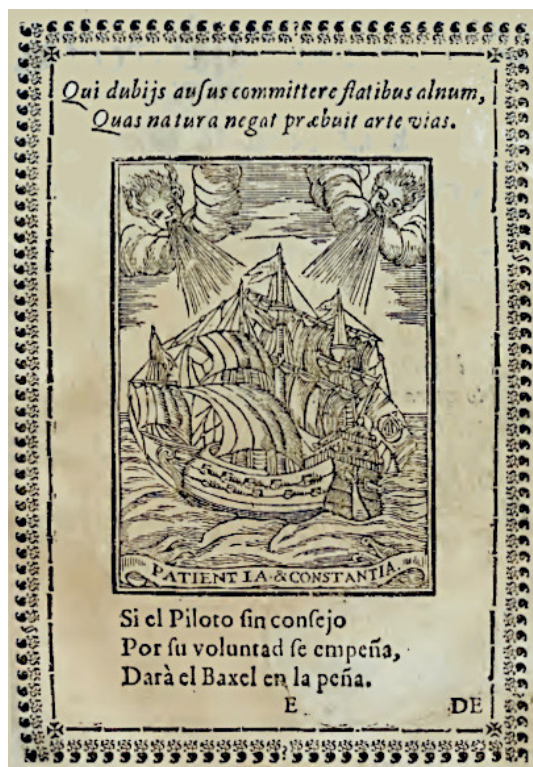 Qui dubijs auſus committere flatibus alnum,
Quas natura negat præbuit arte vias.
PATIENTIA & CONSTANTIA.
Si el Piloto ſin conſejo
Por ſu voluntad ſe empeña,
Darà el Baxel en la peña.
E DE